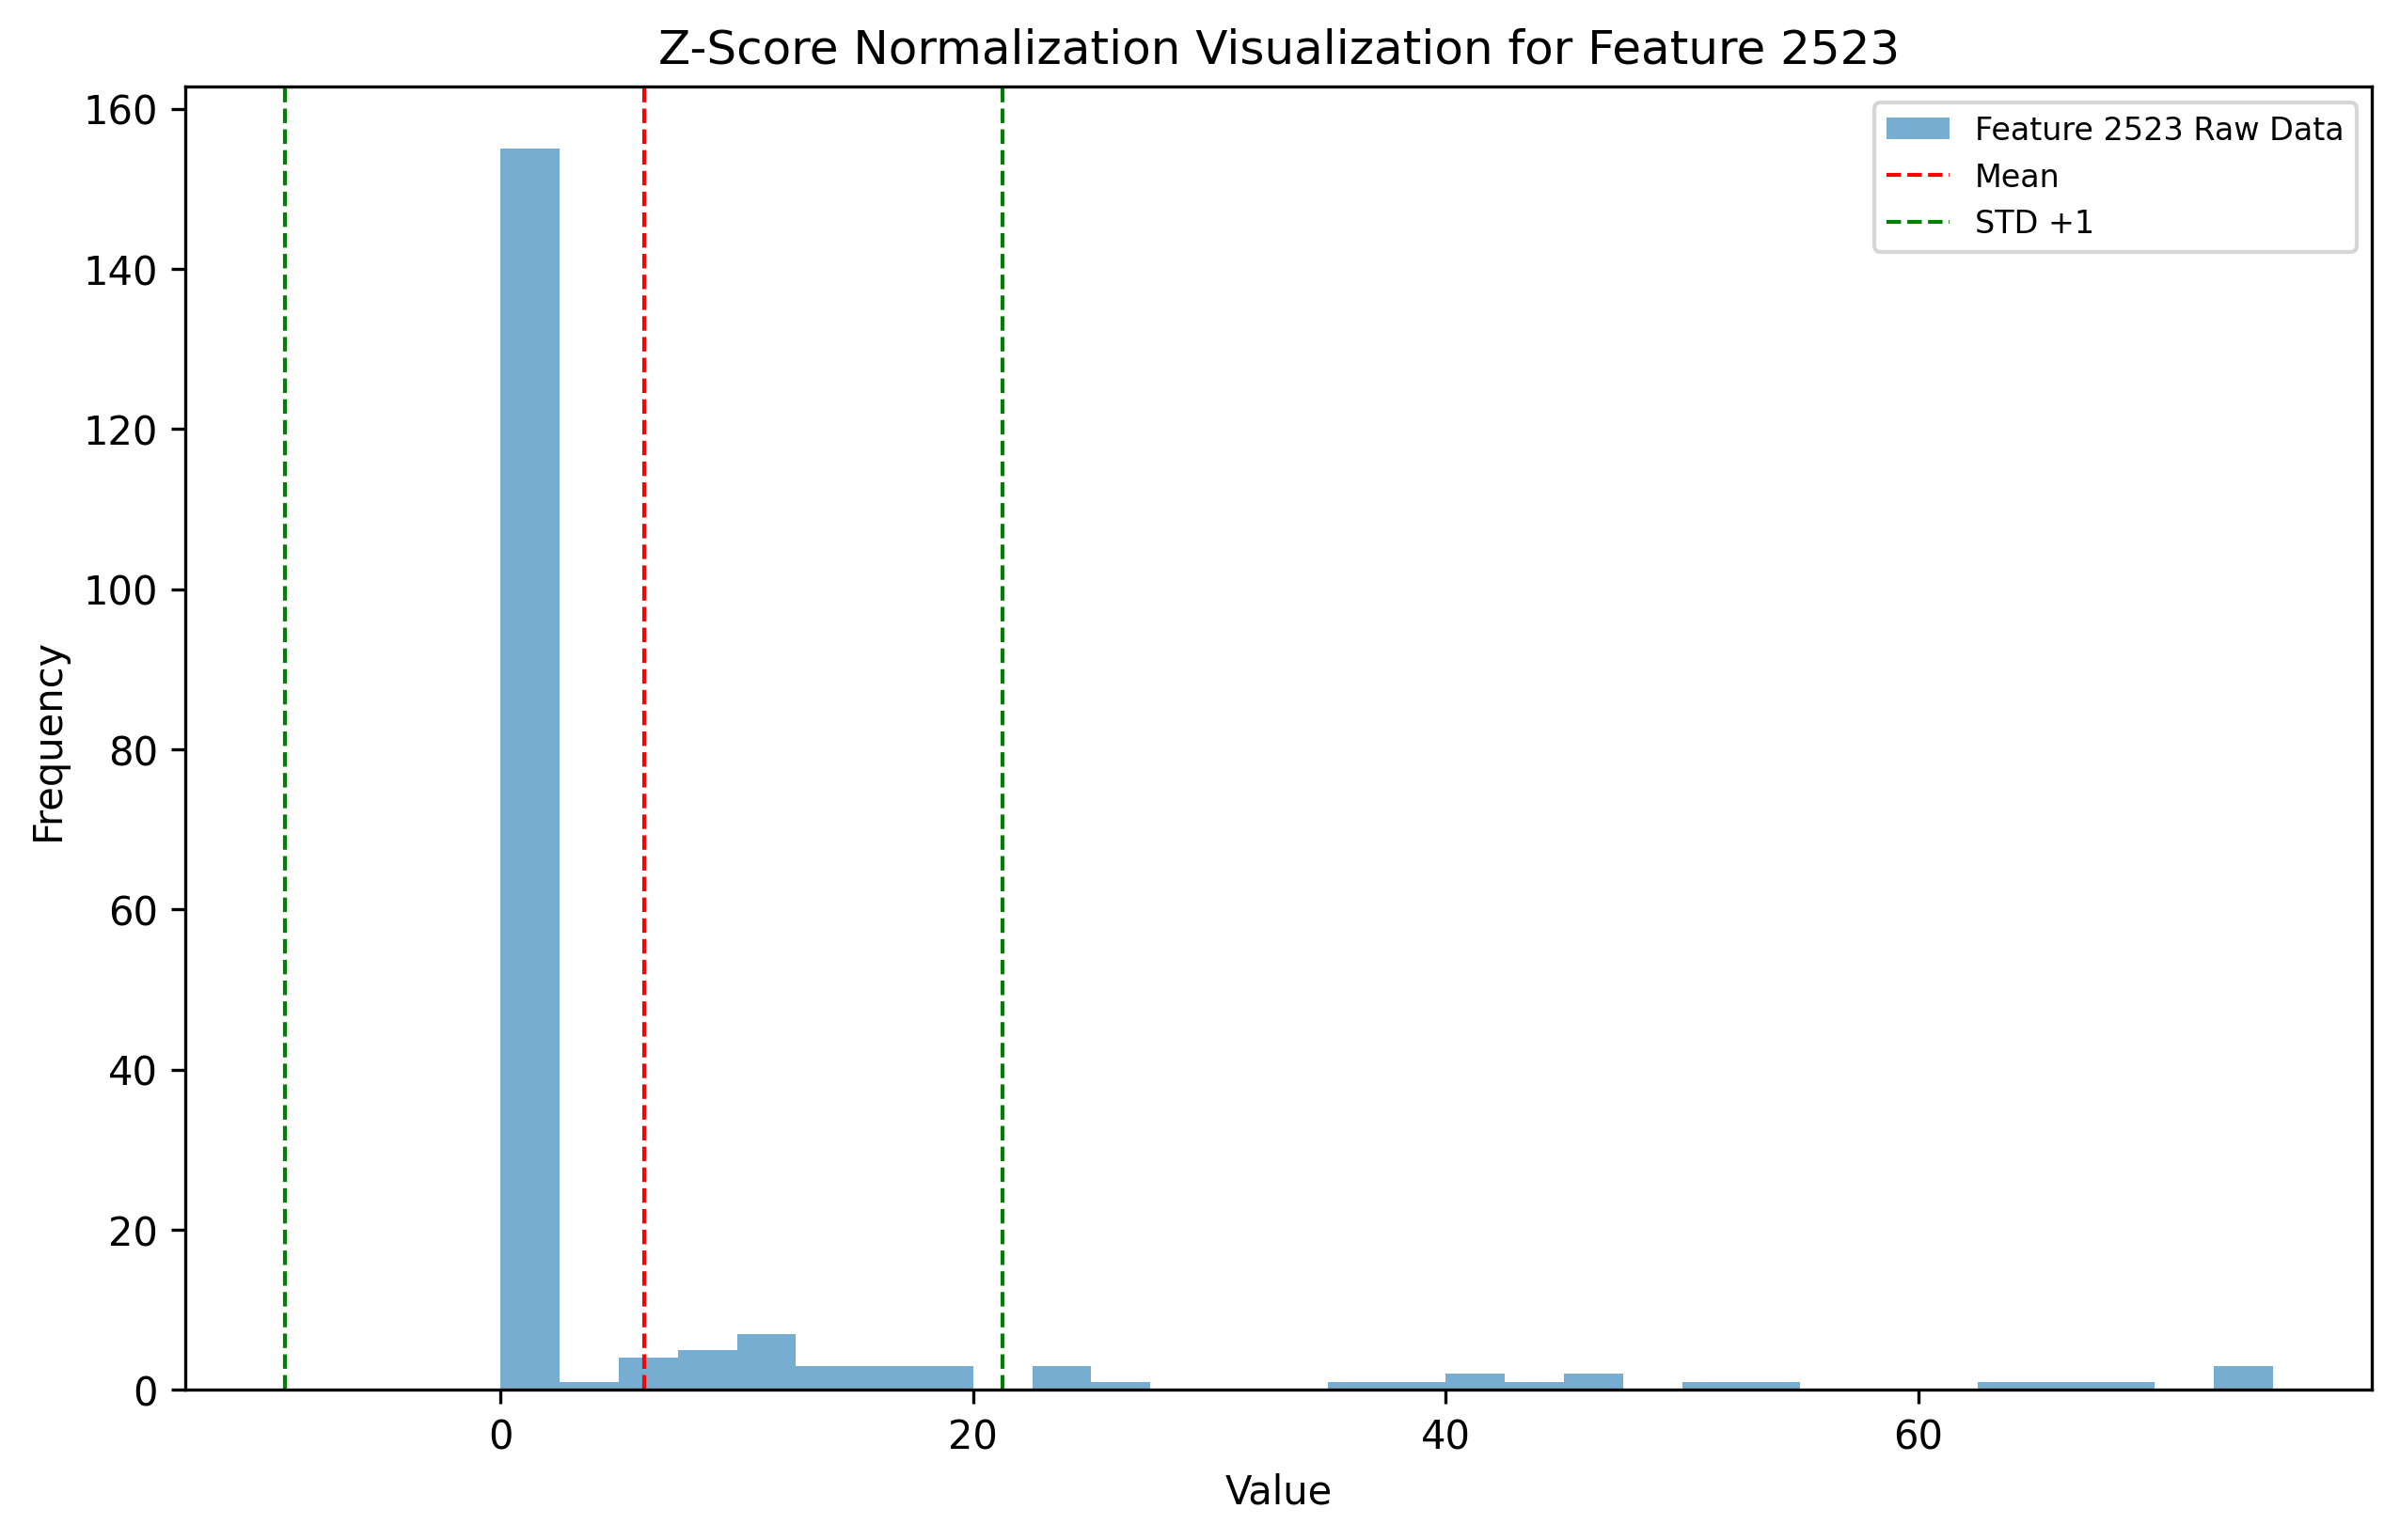 Z-Score Normalization Visualization for Feature 2523
160
140
120
100
80
60
40
20
0
Frequency
Feature 2523 Raw Data
Mean
STD +1
0 20 40 60
Value